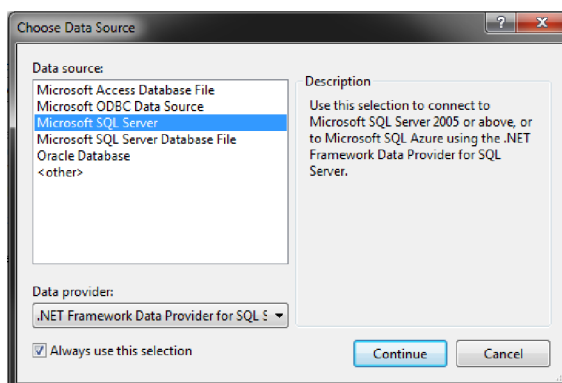 Choose Data Source
Data source:
Microsoft Access Database File
Microsoft ODBC Data Source
Microsoft SQL Server
Microsoft SQL Server Database File
Oracle Database
<other>
Description
Use this selection to connect to
Microsoft SQL Server 2005 or above, or
to Microsoft SQL Azure using the .NET
Framework Data Provider for SQL
Server.
Data provider:
.NET Framework Data Provider for SQL S
Always use this selection
Continue
Cancel